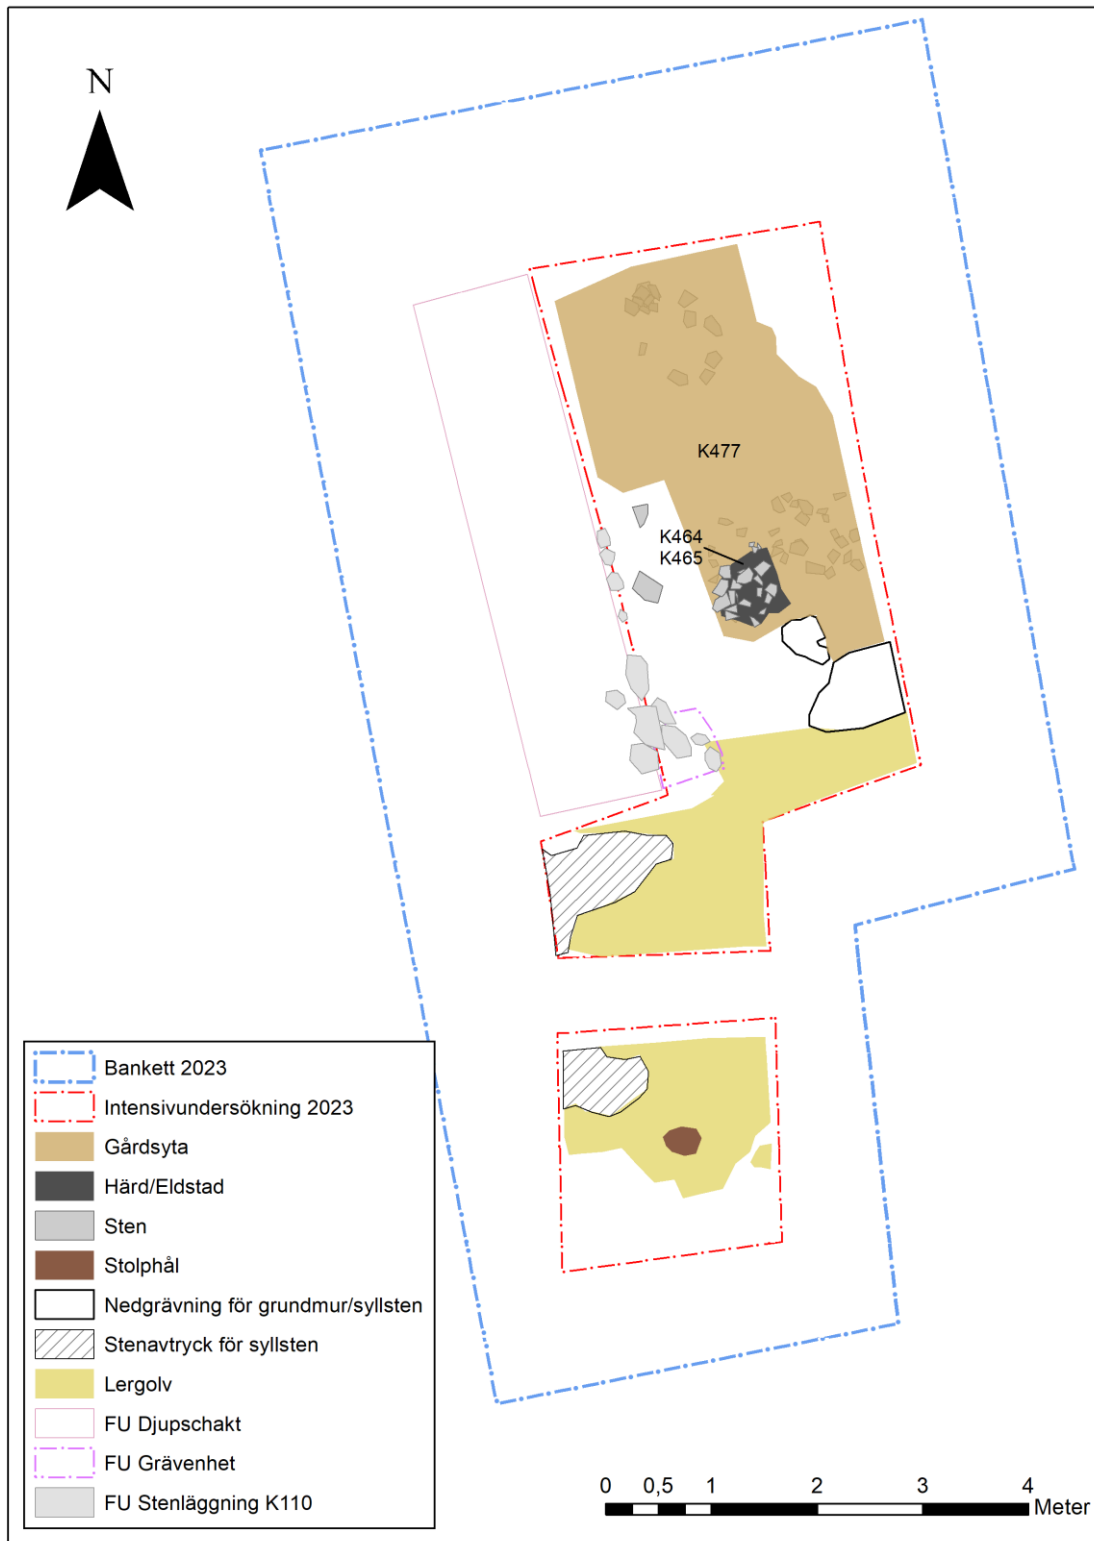 N
K477
K464
K465
Bankett 2023
Intensivundersökning 2023
Gårdsyta
Härd/Eldstad
Sten
Stolphål
Nedgrävning för grundmur/syllsten
Stenavtryck för syllsten
Lergolv
FU Djupschakt
FU Grävenhet
FU Stenläggning K110
0 0,5 1 2 3 4
Meter